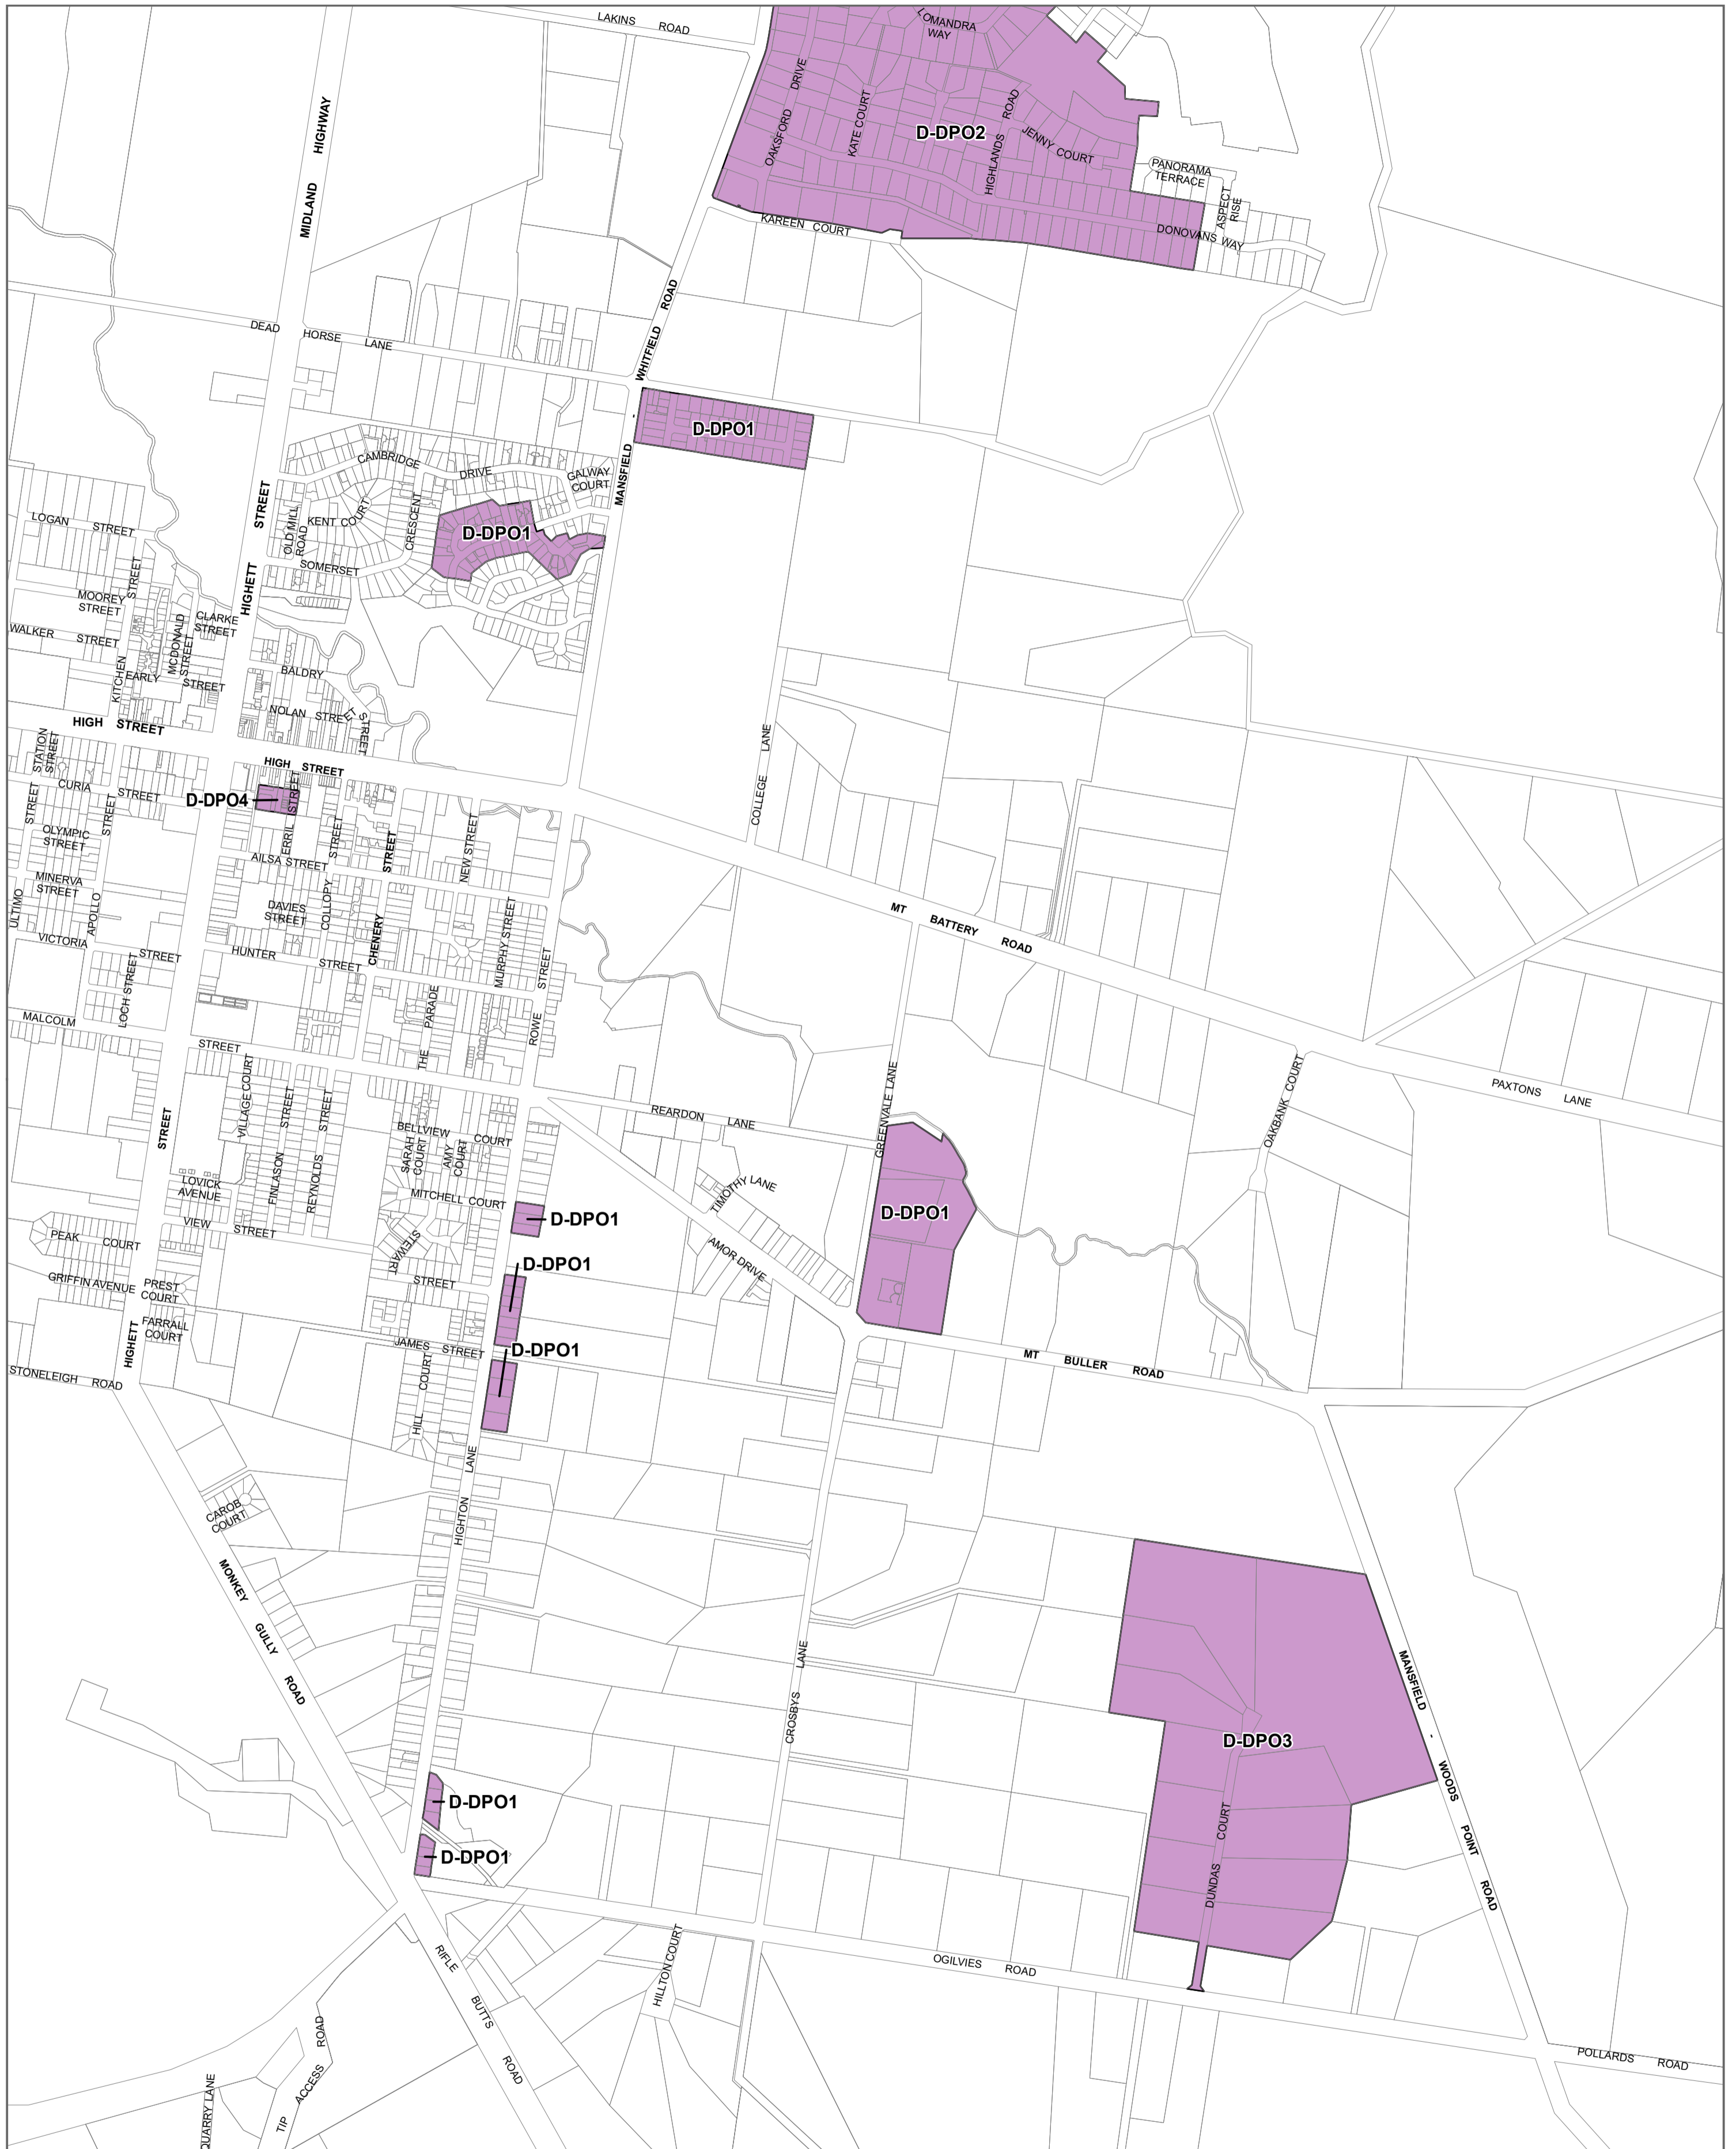 LAKINS ROAD
LOMANDRA
WAY
MIDLAND HIGHWAY
OAKSFORD DRIVE
KATE COURT
HIGHLANDS ROAD
D-DPO2
JENNY COURT
PANORAMA
TERRACE
ASPECT
RISE
KAREEN COURT
DONOVANS WAY
DEAD HORSE LANE
MANSFIELD - WHITFIELD ROAD
D-DPO1
CAMBRIDGE DRIVE
GALWAY
COURT
LOGAN STREET
OLD MILL
ROAD
KENT COURT
CRESCENT
D-DPO1
SOMERSET
HIGHETT STREET
MOOREY
STREET
CLARKE
STREET
WALKER STREET
MCDONALD
STREET
KITCHEN STREET
EARLY STREET
BALDRY
STREET
NOLAN STREET
HIGH STREET
HIGH STREET
STATION
STREET
CURIA STREET
D-DPO4
ERRIL STREET
COLLEGE LANE
OLYMPIC
STREET
AILSA STREET
NEW STREET
MINERVA
STREET
ULTIMO STREET
APOLLO STREET
DAVIES
STREET
COLLOPY STREET
CHENERY STREET
MURPHY STREET
MT BATTERY ROAD
VICTORIA STREET
HUNTER STREET
LOCH STREET
THE PARADE
ROWE STREET
MALCOLM STREET
VILLAGE COURT
FINLASON STREET
REYNOLDS STREET
REARDON LANE
GREENVALE LANE
OAKBANK COURT
PAXTONS LANE
BELLVIEW COURT
SARAH
COURT
AMY
COURT
MITCHELL COURT
TIMOTHY LANE
LOVICK
AVENUE
D-DPO1
D-DPO1
VIEW STREET
PEAK COURT
STEWART STREET
AMOR DRIVE
D-DPO1
GRIFFIN AVENUE
PREST
COURT
FARRALL
COURT
HIGHETT STREET
JAMES STREET
D-DPO1
MT BULLER ROAD
STONELEIGH ROAD
HILL COURT
HIGHTON LANE
CAROB
COURT
MONKEY GULLY ROAD
CROSBYS LANE
MANSFIELD - WOODS POINT ROAD
D-DPO3
D-DPO1
DUNDAS COURT
D-DPO1
OGILVIES ROAD
HILTON COURT
RIFLE BUTTS ROAD
POLLARDS ROAD
QUARRY LANE
TIP ACCESS ROAD